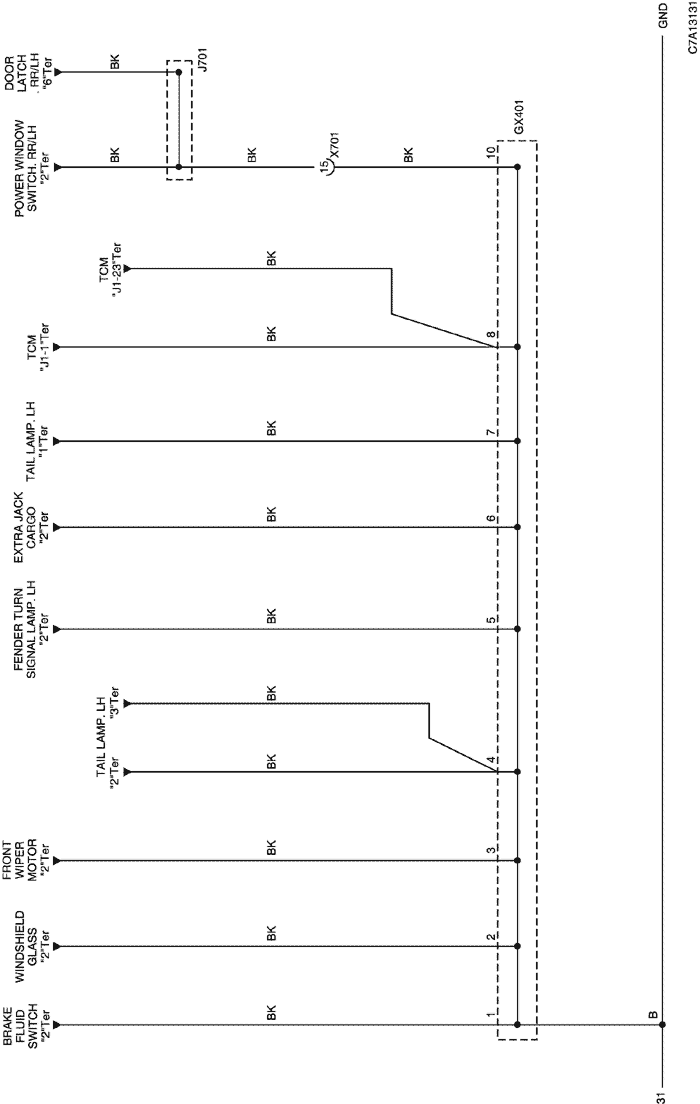 BRAKE
FLUID
SWITCH
"2"Ter
WINDSHIELD
GLASS
"2"Ter
FRONT
WIPER
MOTOR
"2"Ter
TAIL LAMP. LH
"2"Ter
"3"Ter
FENDER TURN
SIGNAL LAMP. LH
"2"Ter
EXTRA JACK
CARGO
"2"Ter
TAIL LAMP. LH
"1"Ter
TCM
"J1-1"Ter
TCM
"J1-23"Ter
POWER WINDOW
SWITCH. RR/LH
"2"Ter
DOOR
LATCH
. RR/LH
"6"Ter
BK
BK
J701
BK
BK
BK
BK
BK
BK
BK
BK
BK
BK
BK
15
X701
BK
1
2
3
4
5
6
7
8
10
GX401
B
31
GND
C7A13131